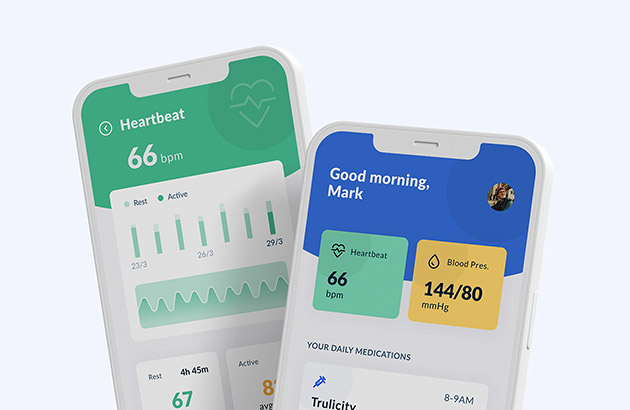 Heartbeat
66 bpm
Rest Active
23/3 26/3 29/3
Rest 4h 45m Active
67
avg
Good morning,
Mark
Heartbeat
66
bpm
Blood Pres.
144/80
mmHg
YOUR DAILY MEDICATIONS
Trulicity 8-9AM